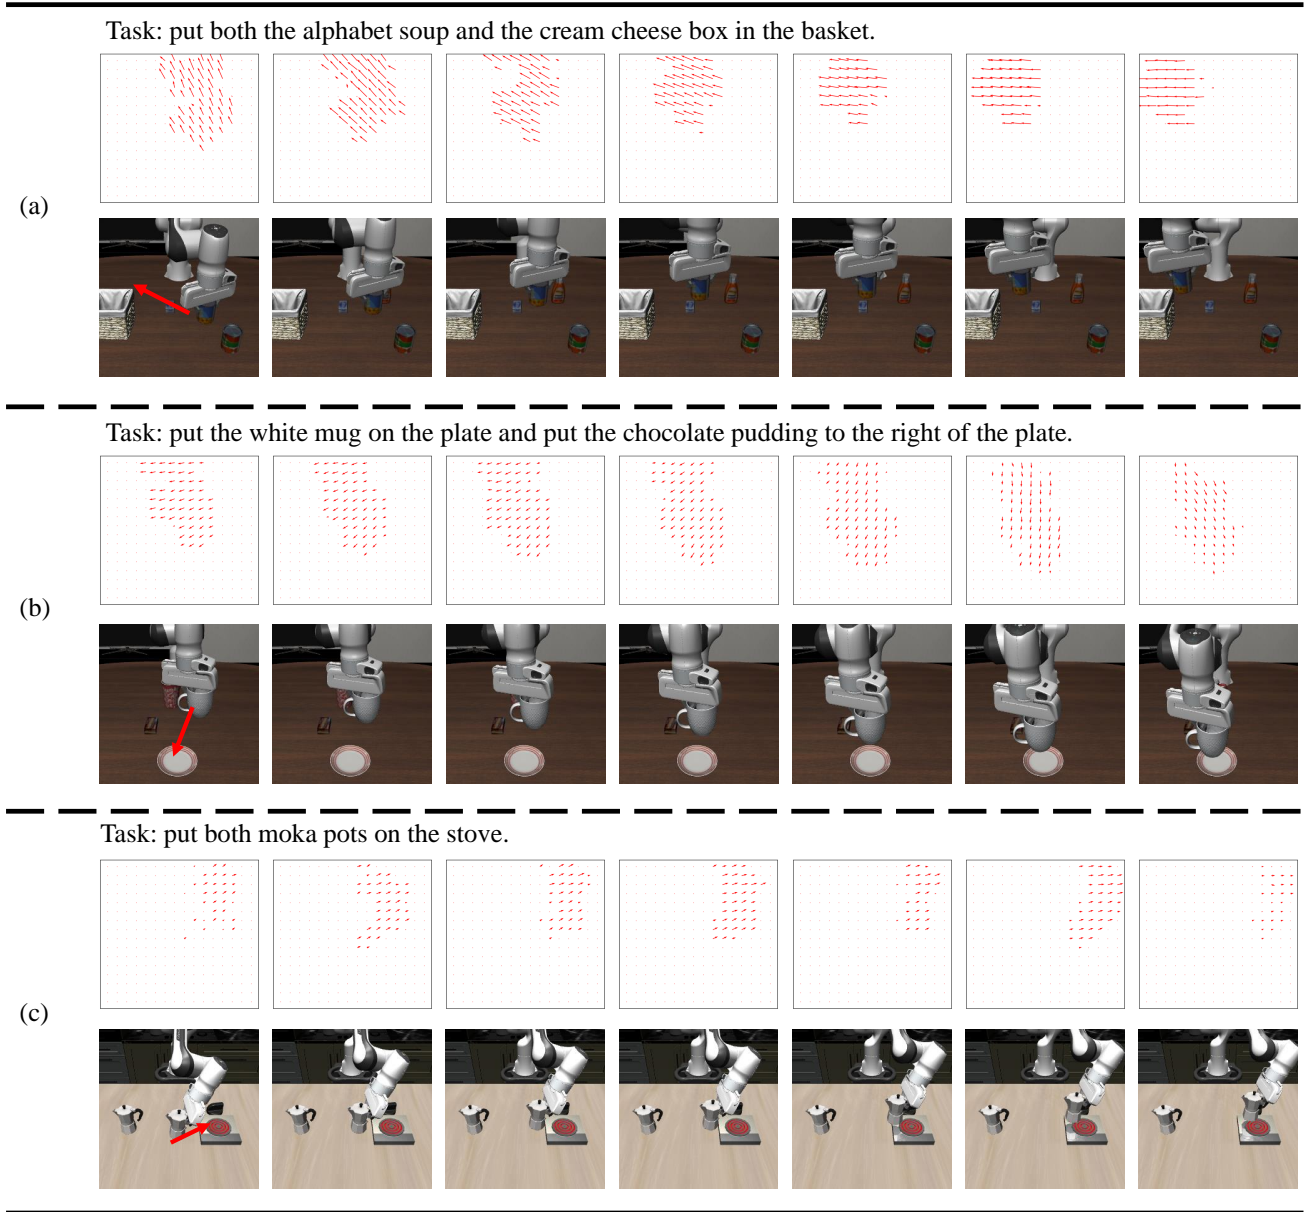 Task: put both the alphabet soup and the cream cheese box in the basket.
(a)
Task: put the white mug on the plate and put the chocolate pudding to the right of the plate.
(b)
Task: put both moka pots on the stove.
(c)